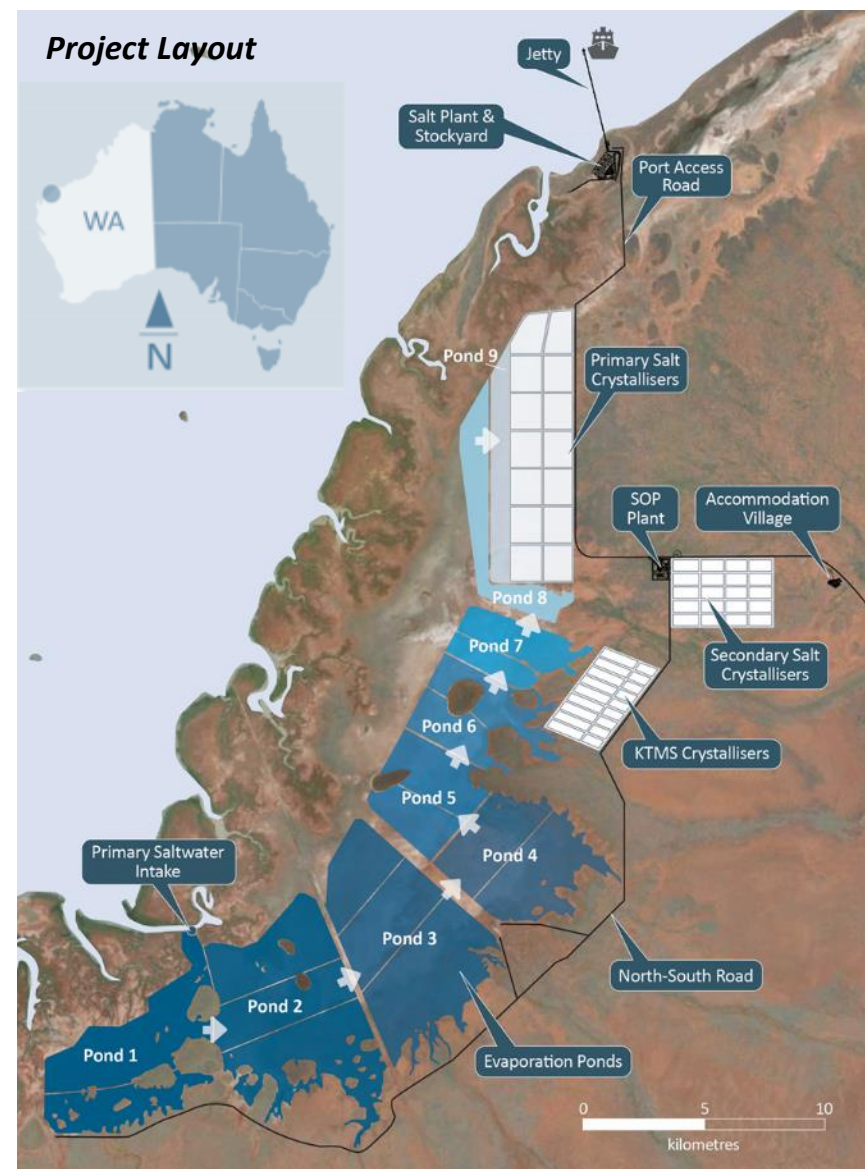 Project Layout
WA
N
Jetty
Salt Plant &
Stockyard
Port Access
Road
Pond 9
Primary Salt
Crystallisers
SOP
Plant
Accommodation
Village
Pond 8
Pond 7
Secondary Salt
Crystallisers
Pond 6
KTMS Crystallisers
Pond 5
Primary Saltwater
Intake
Pond 4
Pond 3
North-South Road
Pond 2
Pond 1
Evaporation Ponds
0 5 10
kilometres